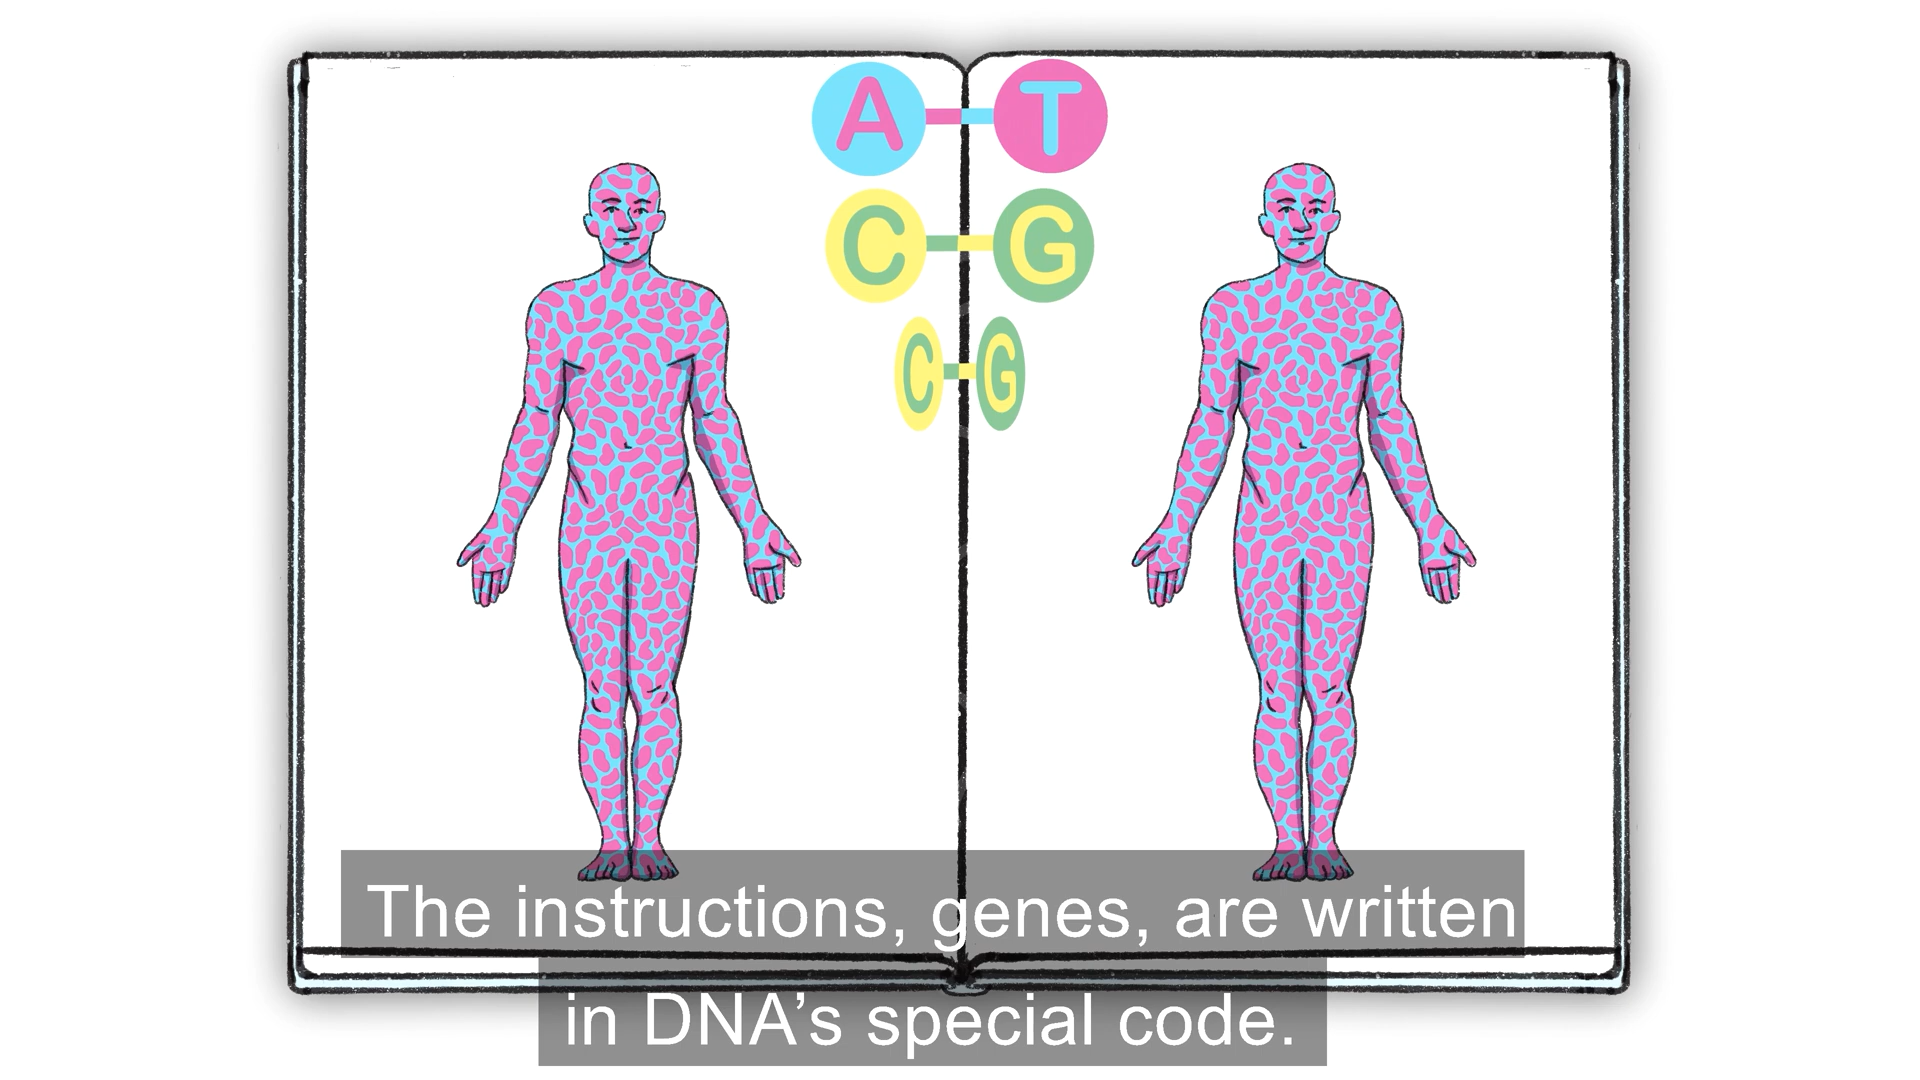 A T
C G
C G
The instructions, genes, are written
in DNA’s special code.